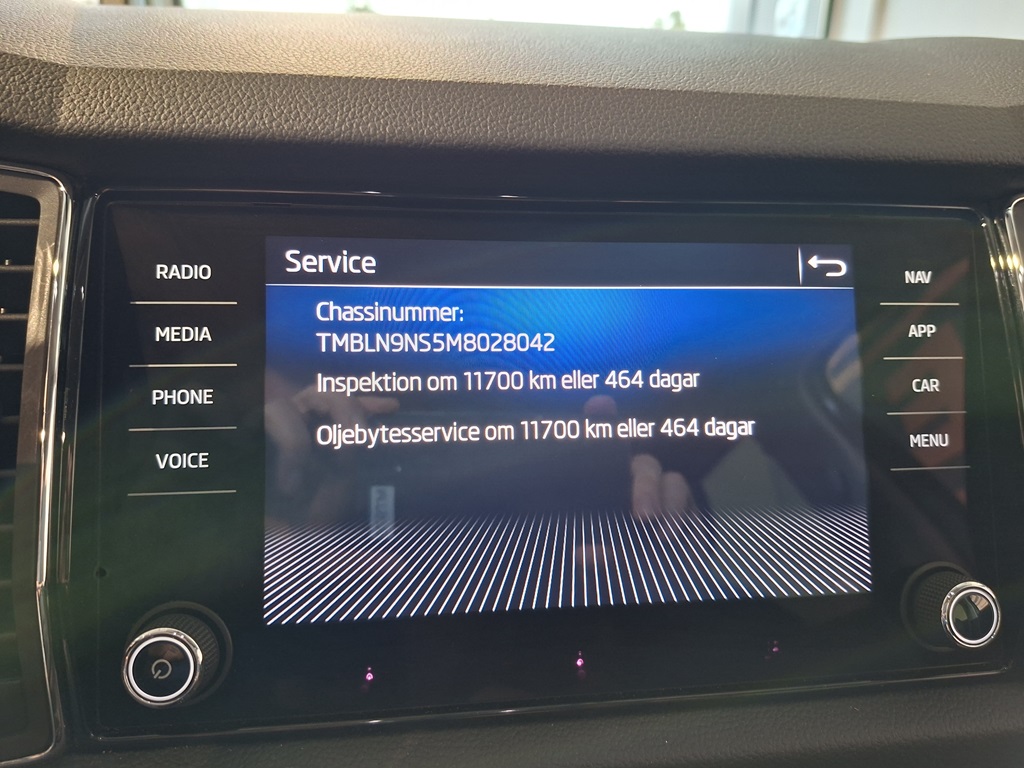 Service
Chassinummer:
TMBLN9NS5M8028042
Inspektion om 11700 km eller 464 dagar
Oljebytesservice om 11700 km eller 464 dagar
RADIO
MEDIA
PHONE
VOICE
NAV
APP
CAR
MENU